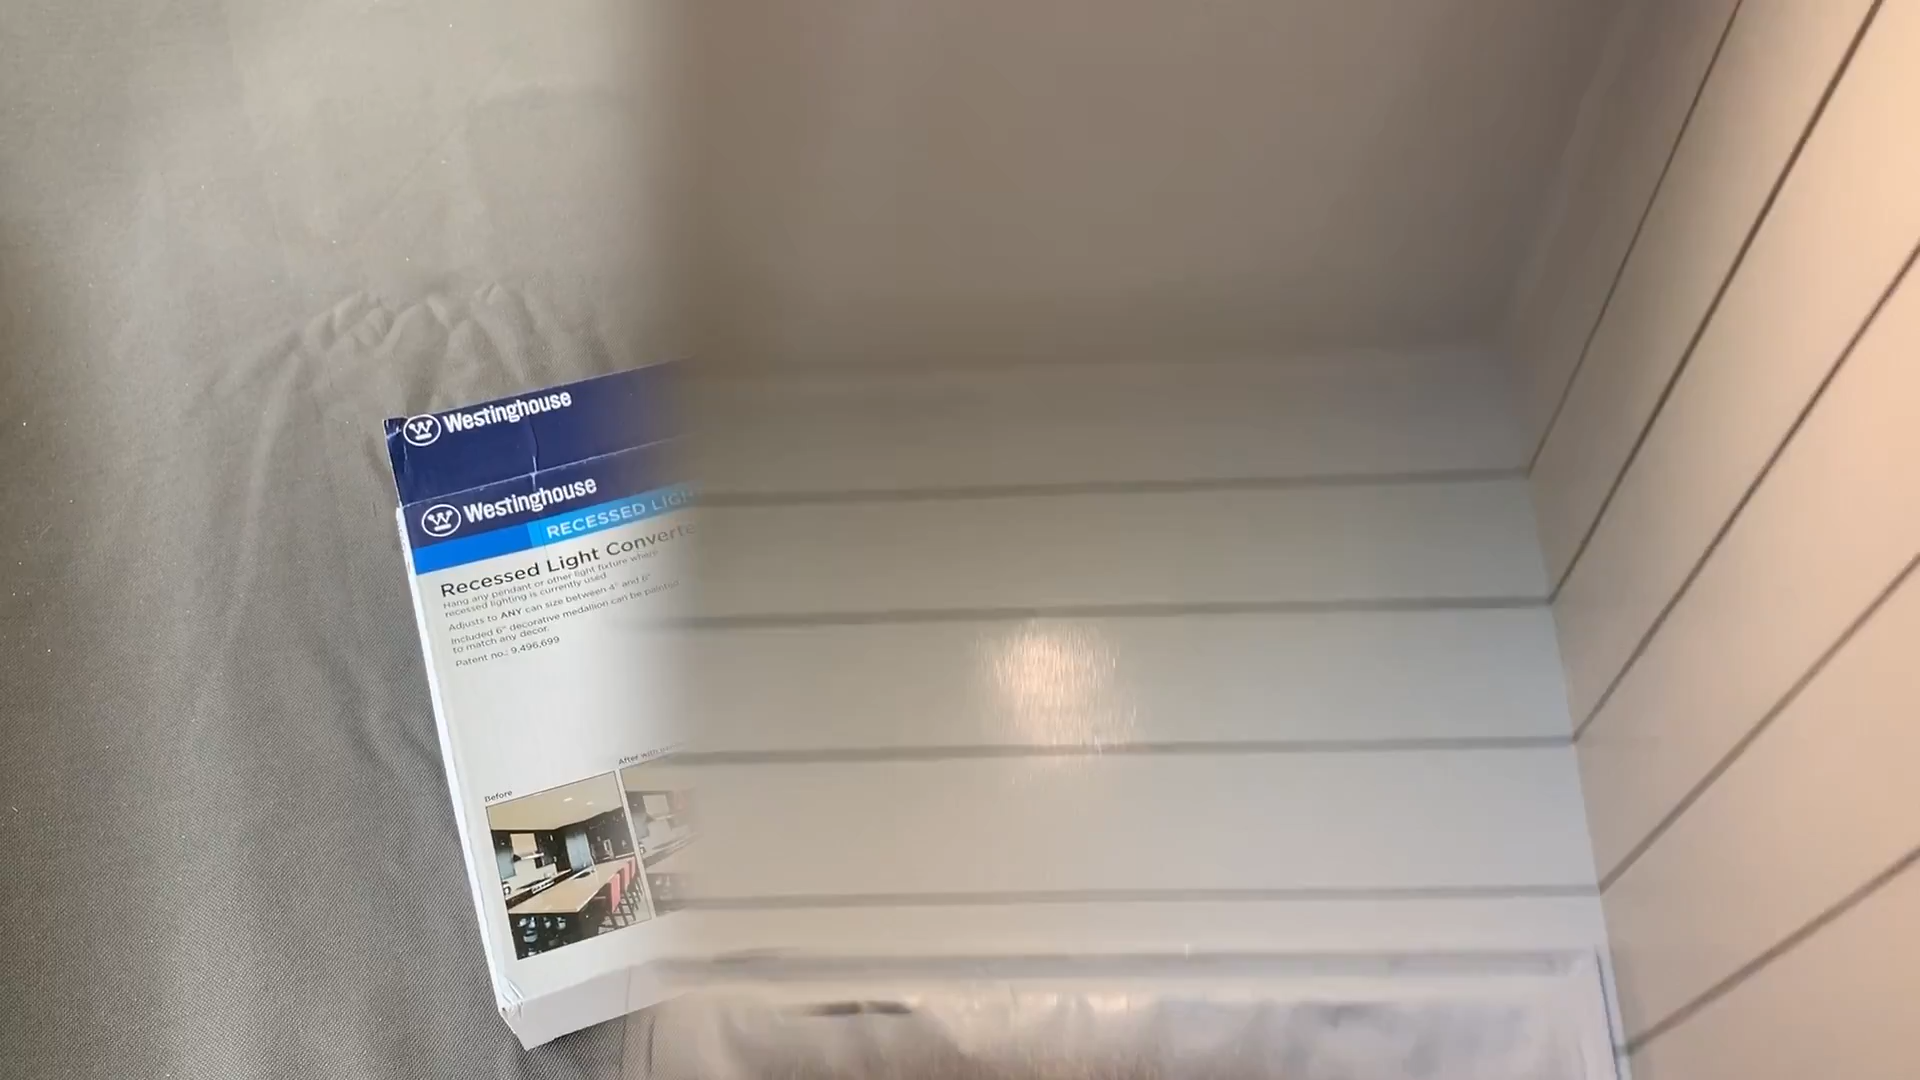 Westinghouse
Westinghouse
RECESSED LIGH
Recessed Light Converte
Hang any pendant or other light fixture where
recessed lighting is currently used
Adjusts to ANY can size between 4" and 6"
Included 6" decorative medallion can be painted
to match any decor.
Patent no.: 9,496,699
After with
Before